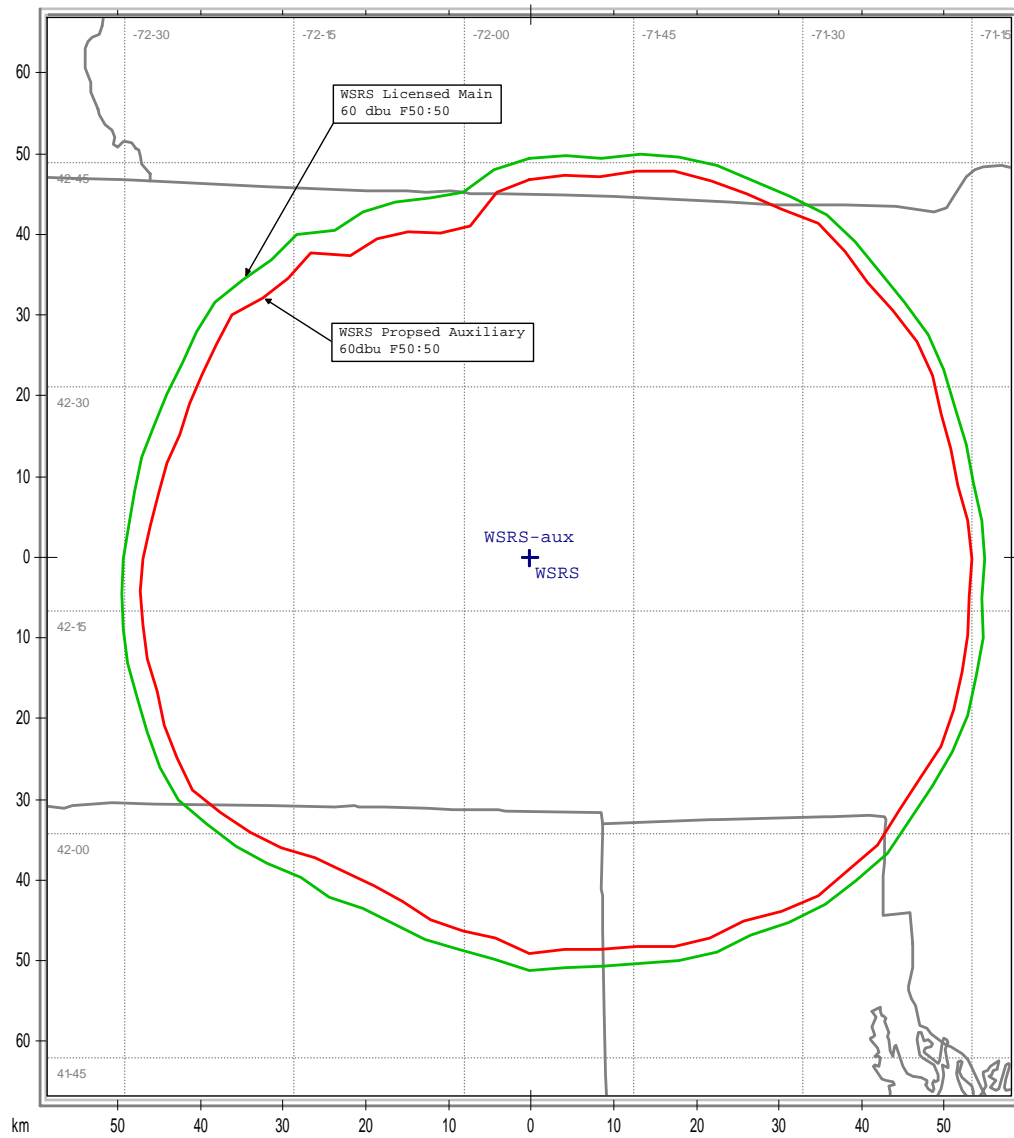 -72-30 -72-15 -72-00 -71-45 -71-30 -71-15
60
WSRS Licensed Main
60 dbu F50:50
50
42-45
40
30
WSRS Propsed Auxiliary
60dbu F50:50
20
42-30
10
WSRS-aux
0
WSRS
42-15
10
20
30
42-00
40
50
60
41-45
km 50 40 30 20 10 0 10 20 30 40 50